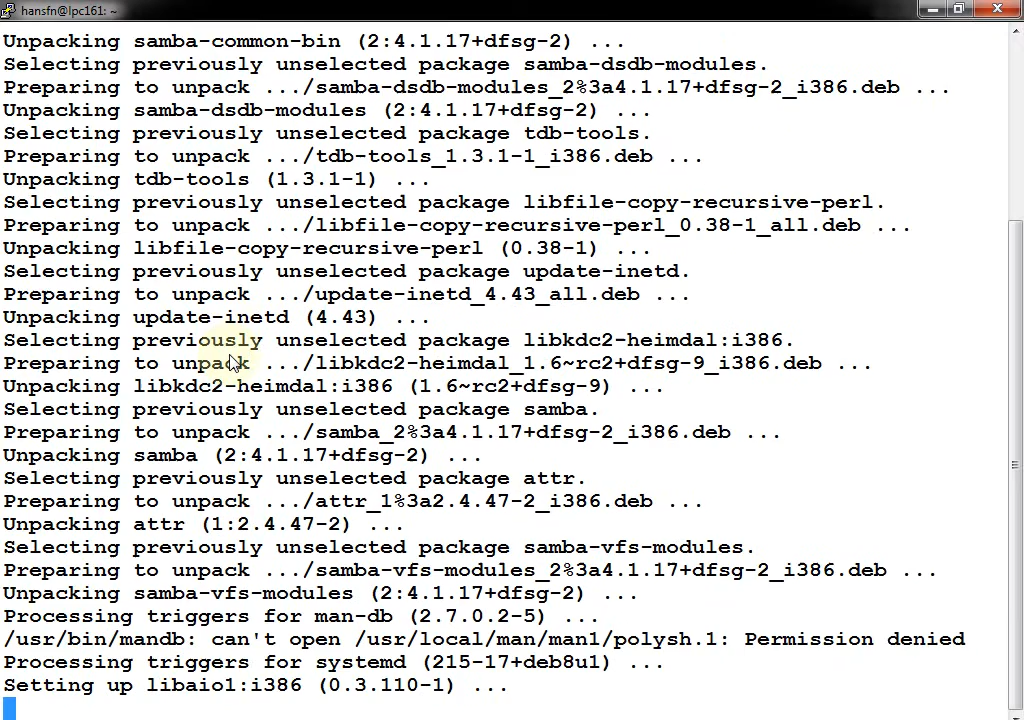 hansfn@lpc161: ~
Unpacking samba-common-bin (2:4.1.17+dfsg-2) ...
Selecting previously unselected package samba-dsdb-modules.
Preparing to unpack .../samba-dsdb-modules_2%3a4.1.17+dfsg-2_i386.deb ...
Unpacking samba-dsdb-modules (2:4.1.17+dfsg-2) ...
Selecting previously unselected package tdb-tools.
Preparing to unpack .../tdb-tools_1.3.1-1_i386.deb ...
Unpacking tdb-tools (1.3.1-1) ...
Selecting previously unselected package libfile-copy-recursive-perl.
Preparing to unpack .../libfile-copy-recursive-perl_0.38-1_all.deb ...
Unpacking libfile-copy-recursive-perl (0.38-1) ...
Selecting previously unselected package update-inetd.
Preparing to unpack .../update-inetd_4.43_all.deb ...
Unpacking update-inetd (4.43) ...
Selecting previously unselected package libkdc2-heimdal:i386.
Preparing to unpack .../libkdc2-heimdal_1.6~rc2+dfsg-9_i386.deb ...
Unpacking libkdc2-heimdal:i386 (1.6~rc2+dfsg-9) ...
Selecting previously unselected package samba.
Preparing to unpack .../samba_2%3a4.1.17+dfsg-2_i386.deb ...
Unpacking samba (2:4.1.17+dfsg-2) ...
Selecting previously unselected package attr.
Preparing to unpack .../attr_1%3a2.4.47-2_i386.deb ...
Unpacking attr (1:2.4.47-2) ...
Selecting previously unselected package samba-vfs-modules.
Preparing to unpack .../samba-vfs-modules_2%3a4.1.17+dfsg-2_i386.deb ...
Unpacking samba-vfs-modules (2:4.1.17+dfsg-2) ...
Processing triggers for man-db (2.7.0.2-5) ...
/usr/bin/mandb: can't open /usr/local/man/man1/polysh.1: Permission denied
Processing triggers for systemd (215-17+deb8u1) ...
Setting up libaio1:i386 (0.3.110-1) ...